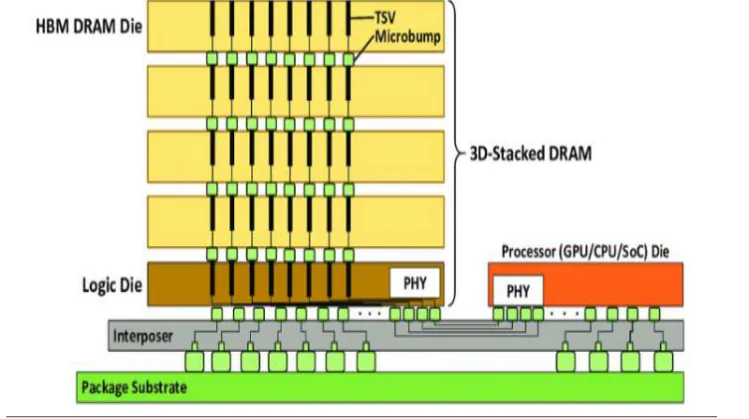 HBM DRAM Die
TSV
Microbump
3D-Stacked DRAM
Processor (GPU/CPU/SoC) Die
Logic Die
PHY
PHY
Interposer
Package Substrate